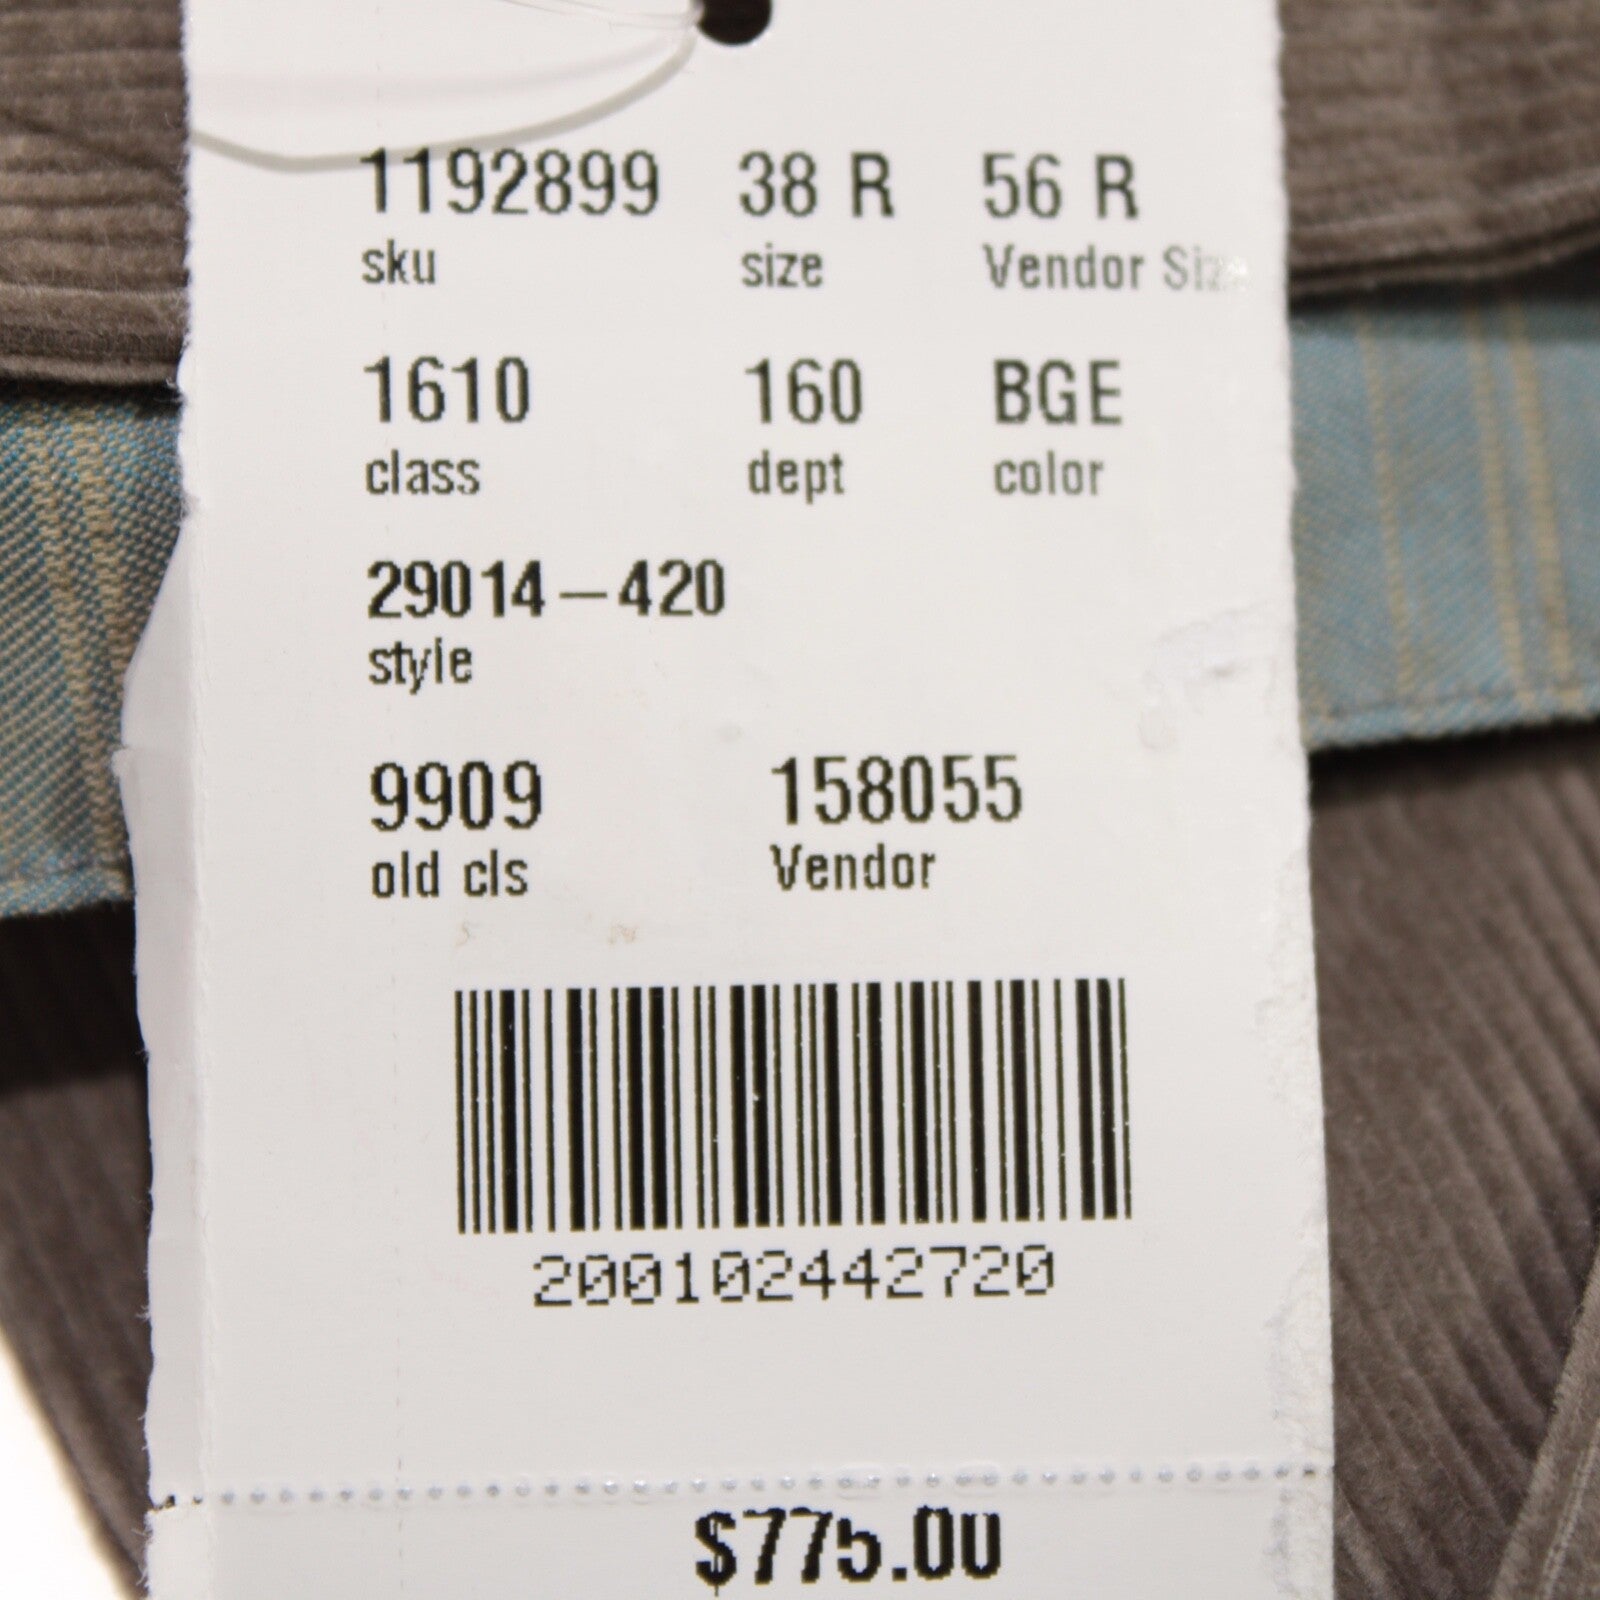 1192899 38 R 56 R
sku size Vendor Size
1610 160 BGE
class dept color
29014-420
style
9909 158055
old cls Vendor
200102442720
$775.00